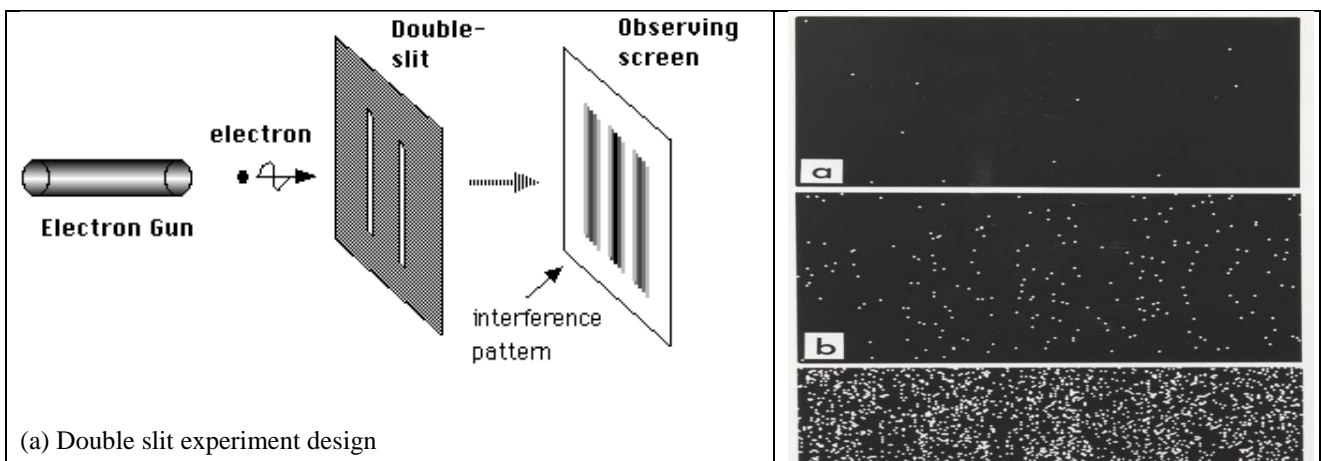 Double-
slit
Observing
screen
electron
Electron Gun
interference
pattern
(a) Double slit experiment design
a
b